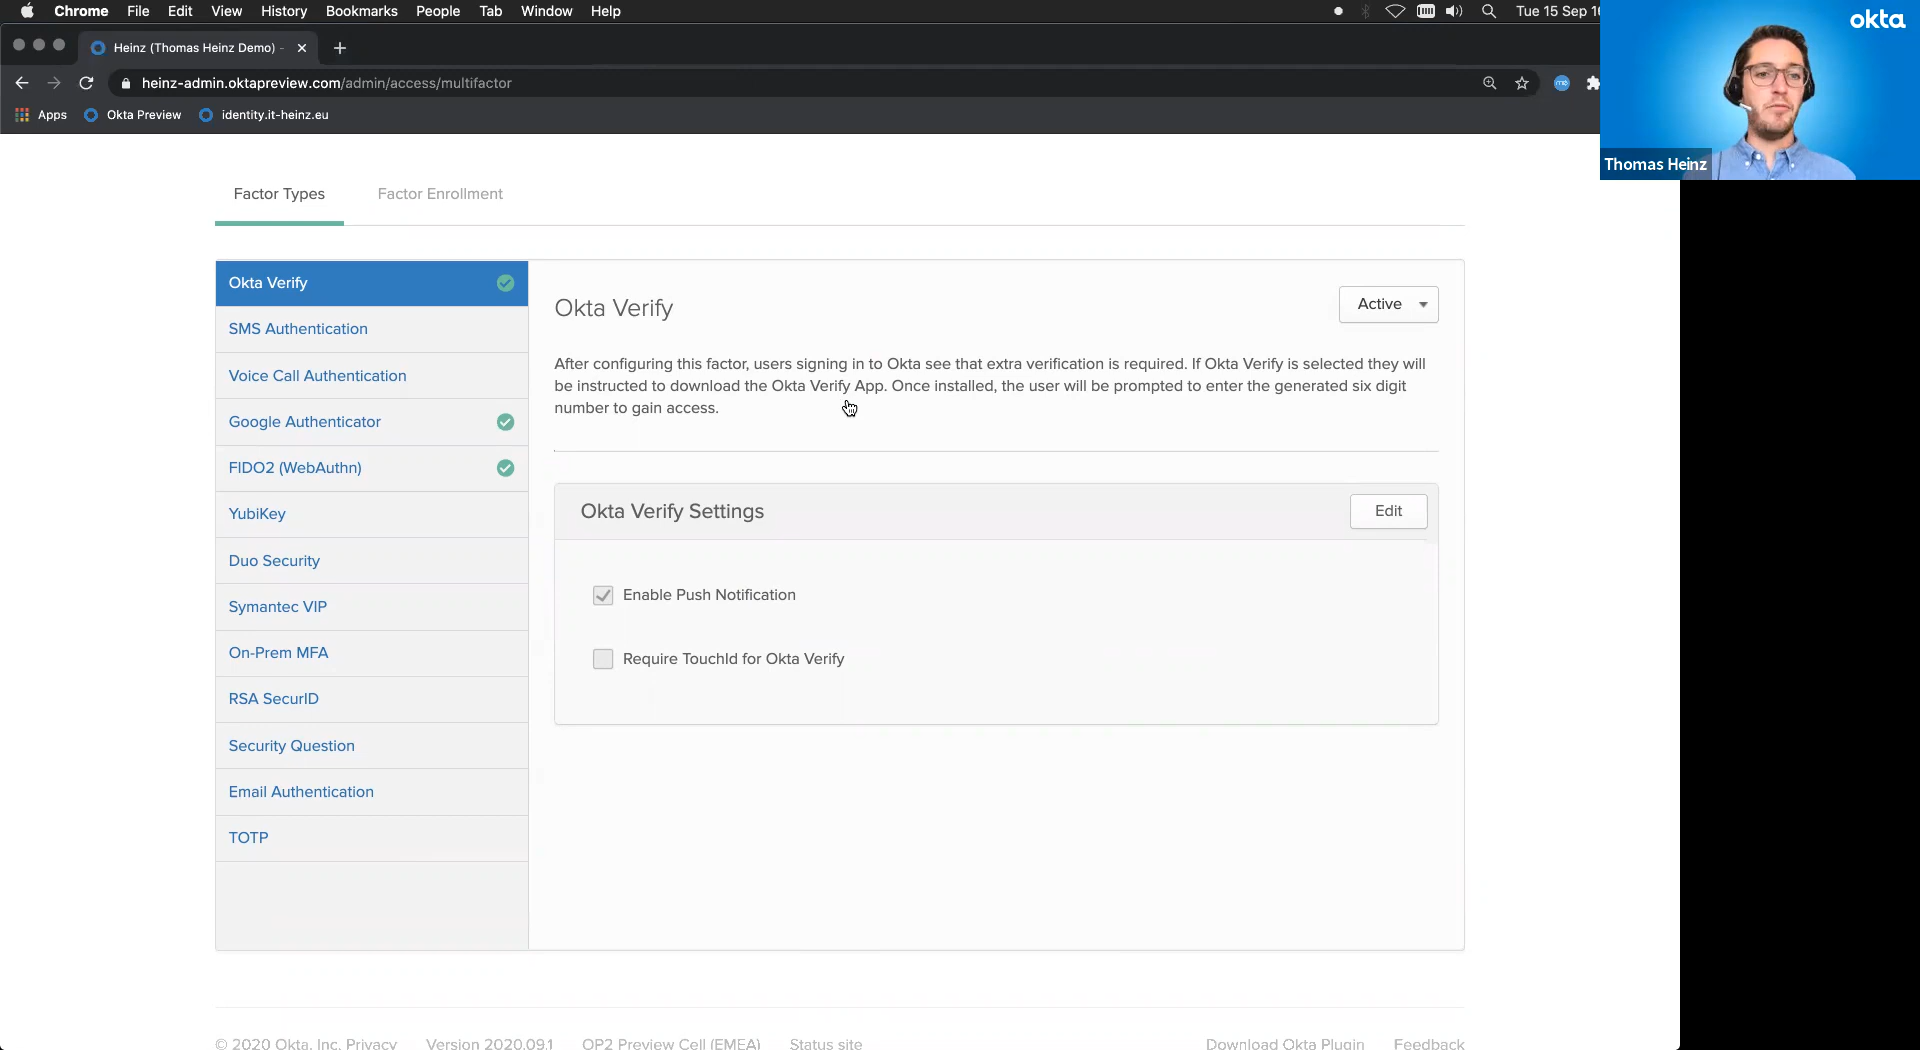 Chrome File Edit View History Bookmarks People Tab Window Help
Tue 15 Sep
okta
Heinz (Thomas Heinz Demo) -
heinz-admin.oktapreview.com/admin/access/multifactor
Apps Okta Preview identity.it-heinz.eu
Thomas Heinz
Factor Types Factor Enrollment
Okta Verify
SMS Authentication
Voice Call Authentication
Google Authenticator
FIDO2 (WebAuthn)
YubiKey
Duo Security
Symantec VIP
On-Prem MFA
RSA SecurID
Security Question
Email Authentication
TOTP
Okta Verify
Active
After configuring this factor, users signing in to Okta see that extra verification is required. If Okta Verify is selected they will
be instructed to download the Okta Verify App. Once installed, the user will be prompted to enter the generated six digit
number to gain access.
Okta Verify Settings
Edit
Enable Push Notification
Require TouchId for Okta Verify
© 2020 Okta, Inc. Privacy Version 2020.09.1 OP2 Preview Cell (EMEA) Status site Download Okta Plugin Feedback